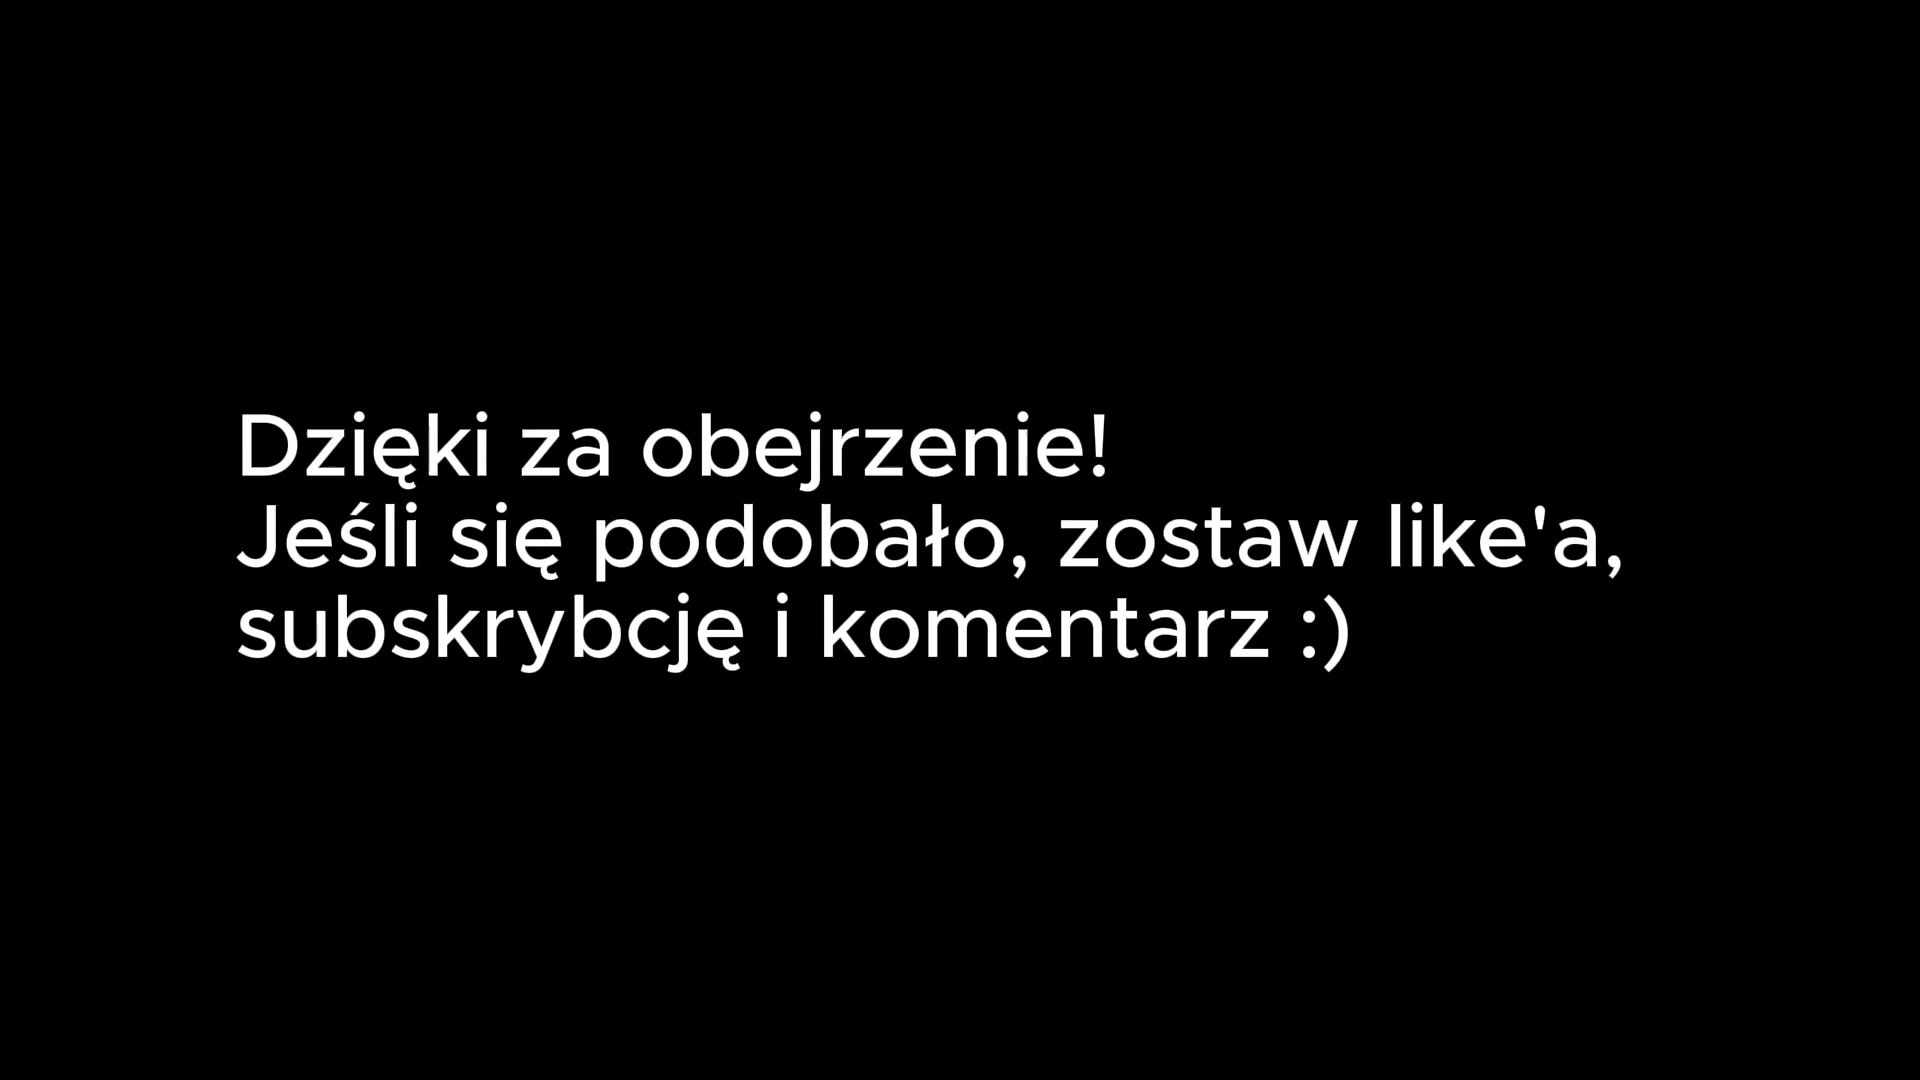 Dzięki za obejrzenie!
Jeśli się podobało, zostaw like'a,
subskrybcję i komentarz :)